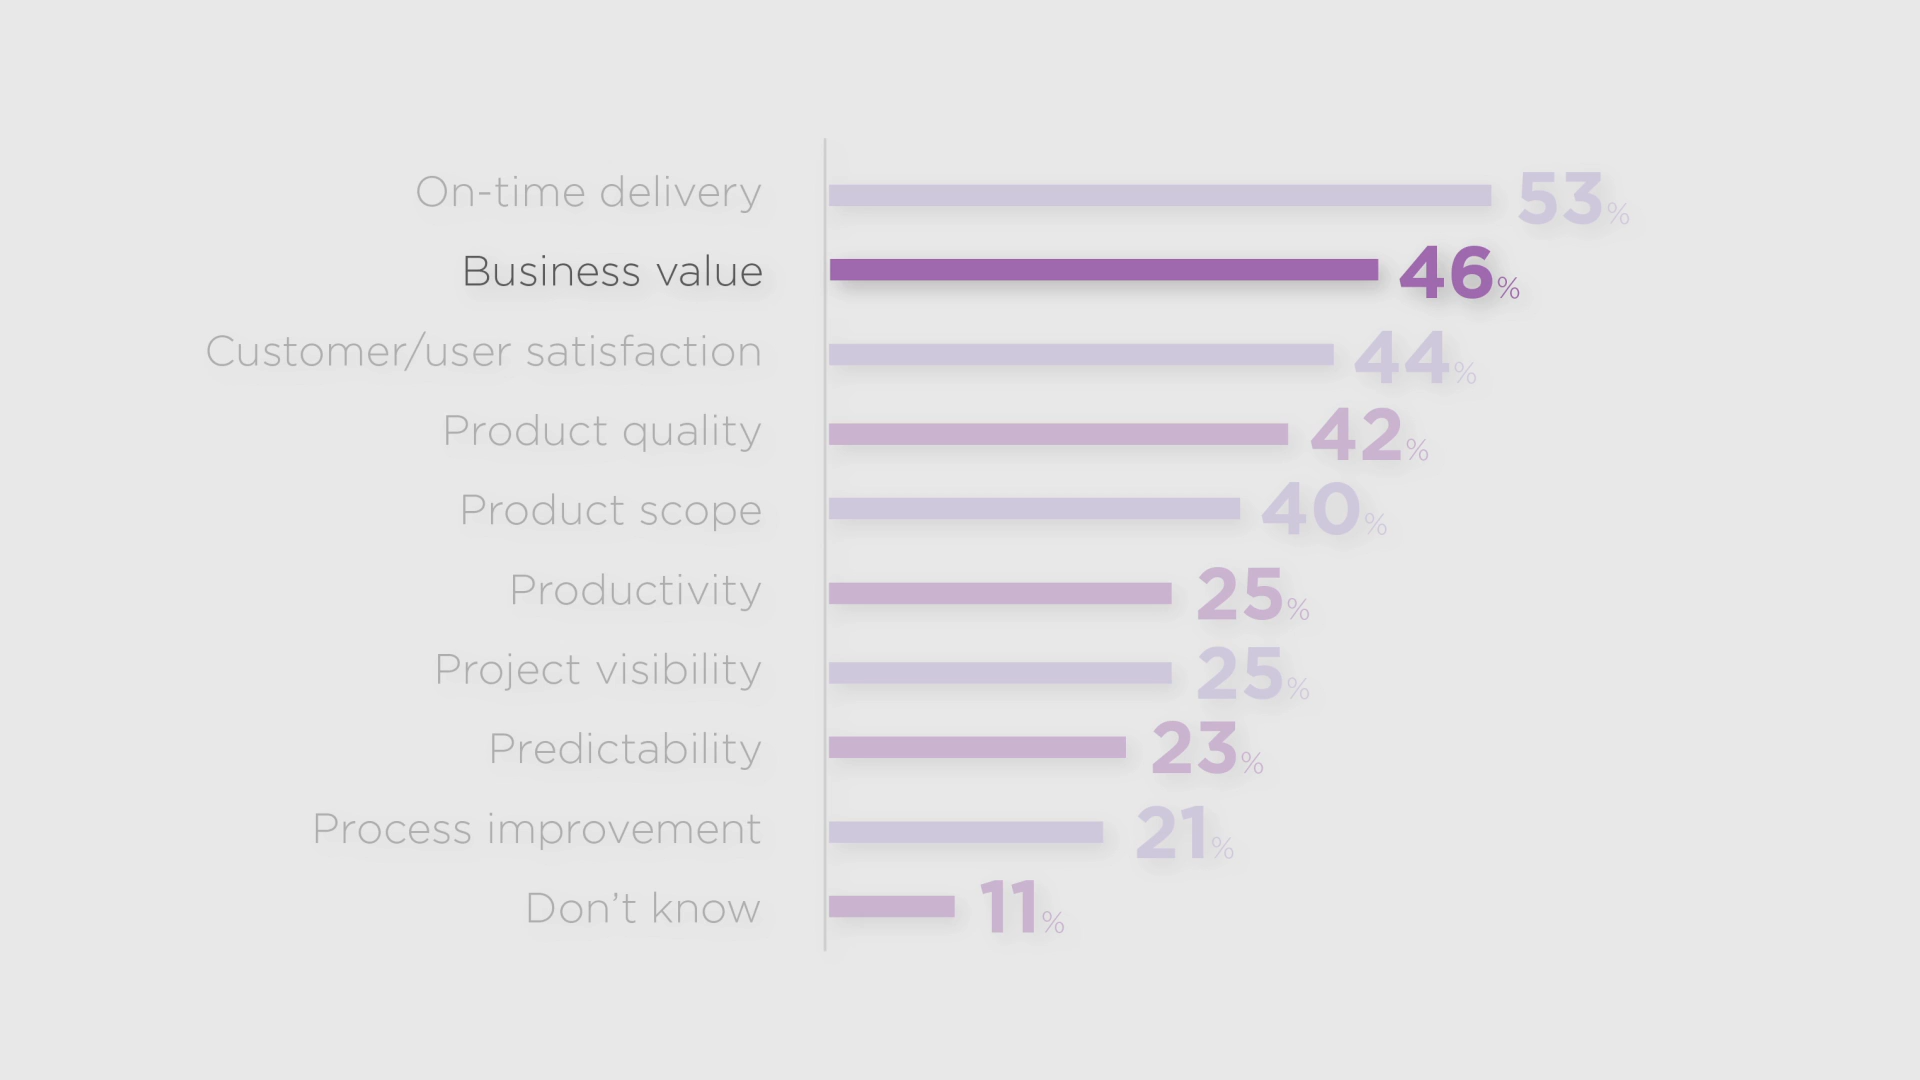 On-time delivery 53%
Business value 46%
Customer/user satisfaction 44%
Product quality 42%
Product scope 40%
Productivity 25%
Project visibility 25%
Predictability 23%
Process improvement 21%
Don’t know 11%